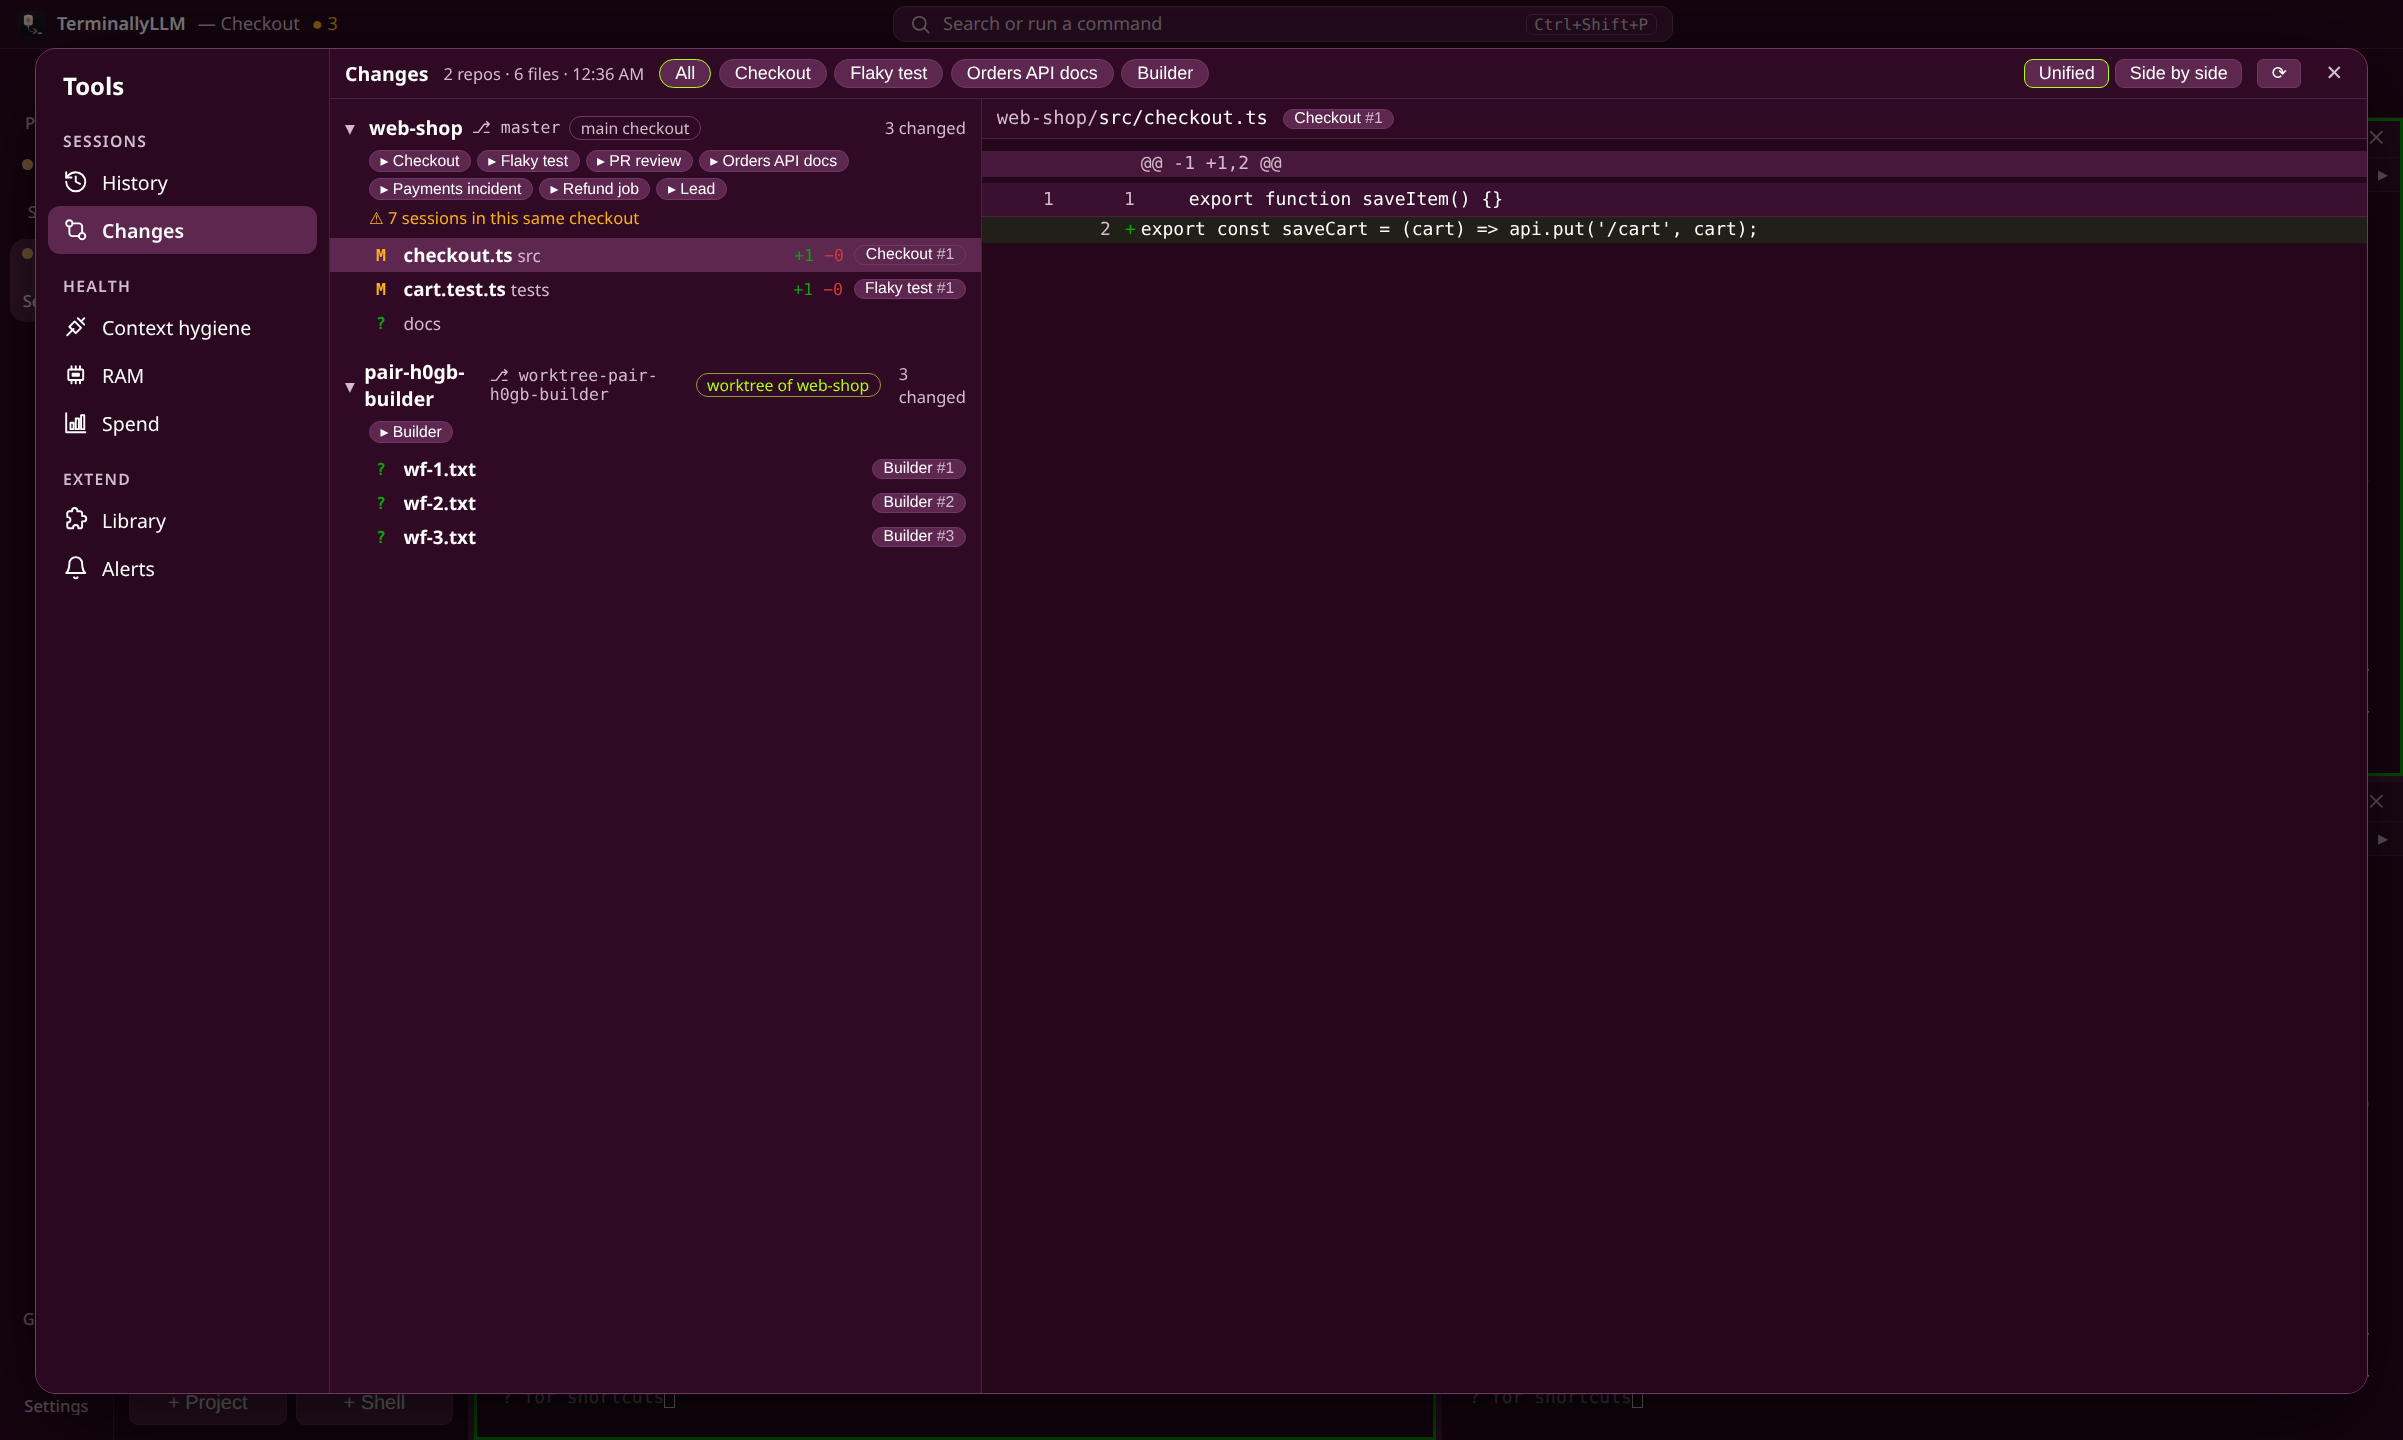 TerminallyLLM — Checkout ● 3
Search or run a command Ctrl+Shift+P
Tools
SESSIONS
History
Changes
HEALTH
Context hygiene
RAM
Spend
EXTEND
Library
Alerts
Changes 2 repos · 6 files · 12:36 AM All Checkout Flaky test Orders API docs Builder
Unified Side by side ⟳ ✕
▼ web-shop ⎇ master main checkout 3 changed
▸ Checkout ▸ Flaky test ▸ PR review ▸ Orders API docs
▸ Payments incident ▸ Refund job ▸ Lead
⚠ 7 sessions in this same checkout
M checkout.ts src +1 −0 Checkout #1
M cart.test.ts tests +1 −0 Flaky test #1
? docs
▼ pair-h0gb-builder ⎇ worktree-pair-h0gb-builder worktree of web-shop 3 changed
▸ Builder
? wf-1.txt Builder #1
? wf-2.txt Builder #2
? wf-3.txt Builder #3
web-shop/src/checkout.ts Checkout #1
@@ -1 +1,2 @@
1 1 export function saveItem() {}
2 +export const saveCart = (cart) => api.put('/cart', cart);
Settings + Project + Shell
? for shortcuts
? for shortcuts